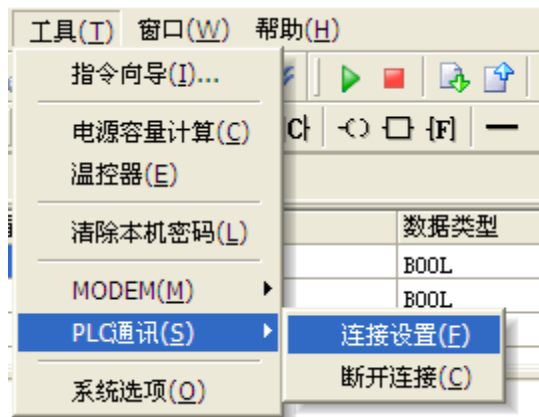 工具(T) 窗口(W) 帮助(H)
指令向导(I)...
电源容量计算(C)
温控器(E)
清除本机密码(L)
MODEM(M)
PLC通讯(S)
系统选项(O)
连接设置(F)
断开连接(C)
{F}
数据类型
BOOL
BOOL